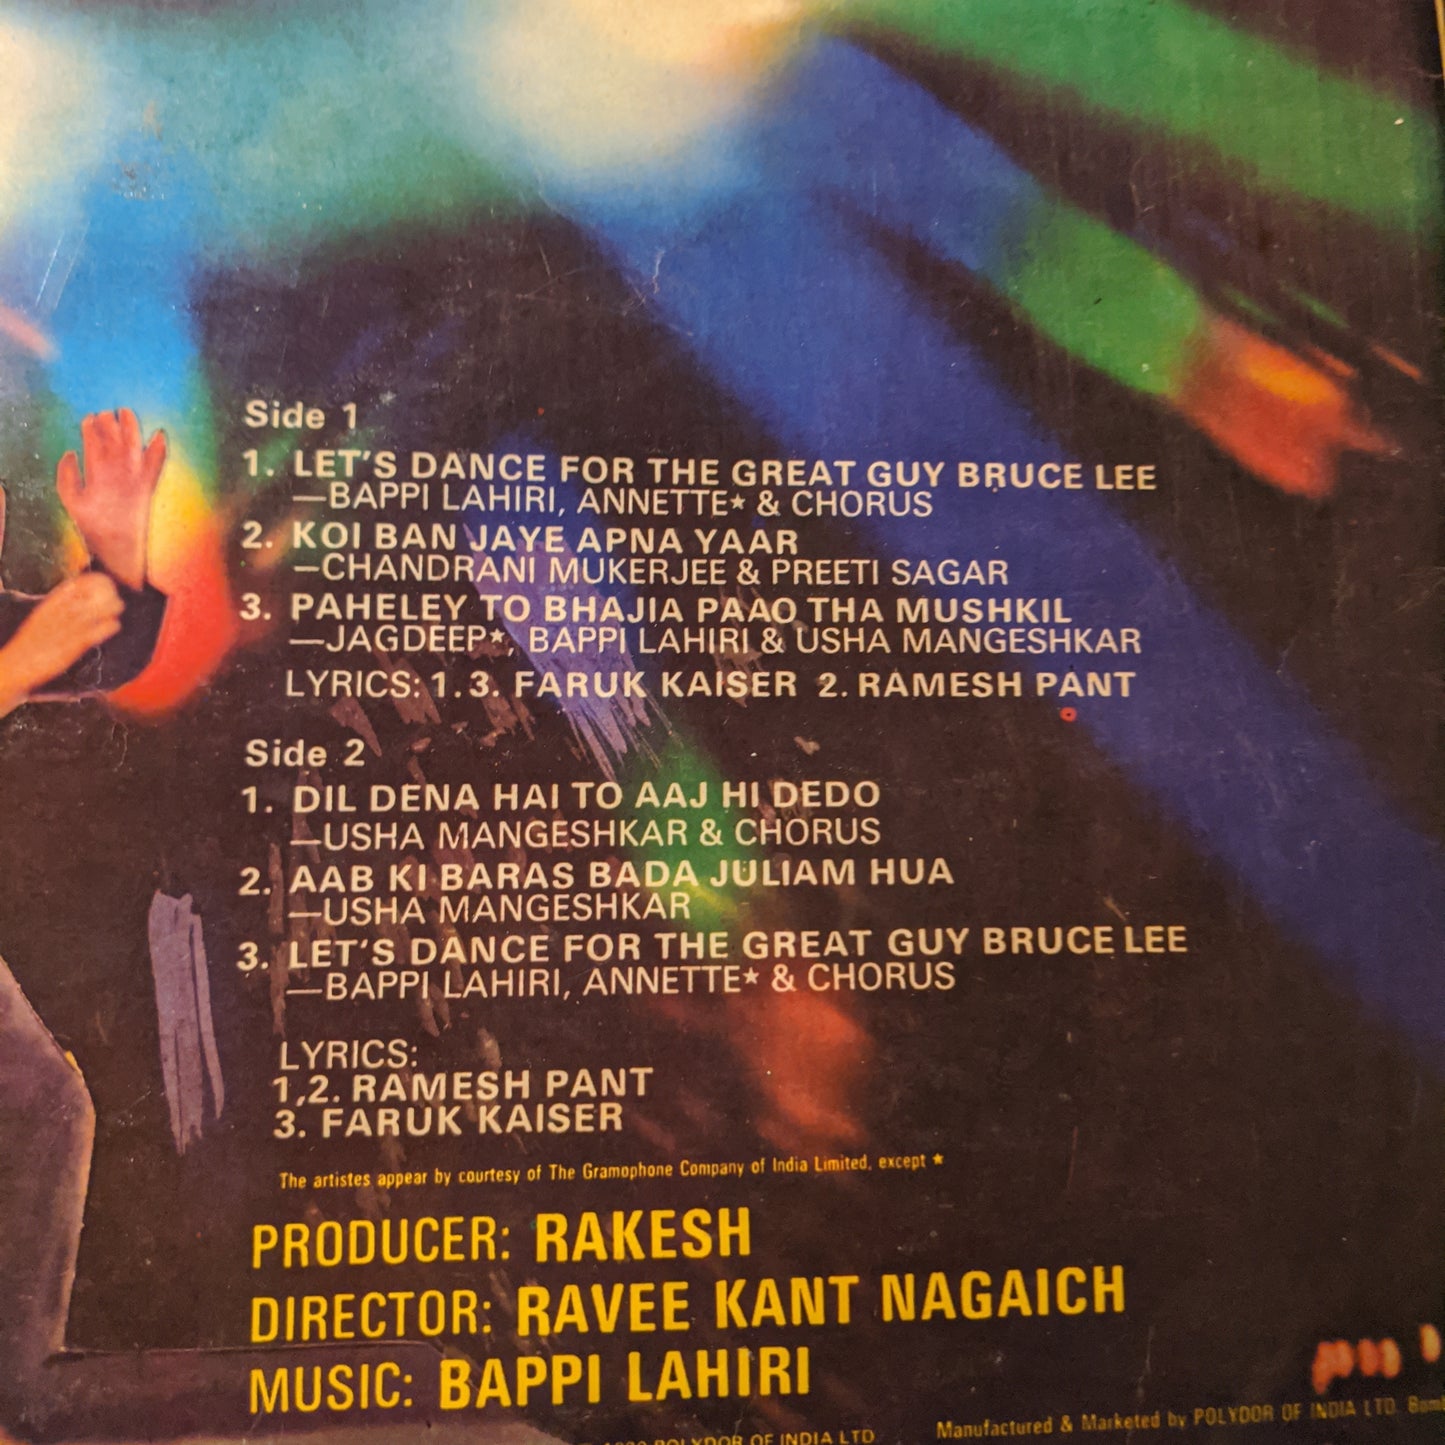 Side 1
1. LET'S DANCE FOR THE GREAT GUY BRUCE LEE
—BAPPI LAHIRI, ANNETTE★ & CHORUS
2. KOI BAN JAYE APNA YAAR
—CHANDRANI MUKERJEE & PREETI SAGAR
3. PAHELEY TO BHAJIA PAAO THA MUSHKIL
—JAGDEEP★, BAPPI LAHIRI & USHA MANGESHKAR
LYRICS: 1.3. FARUK KAISER 2. RAMESH PANT
Side 2
1. DIL DENA HAI TO AAJ HI DEDO
—USHA MANGESHKAR & CHORUS
2. AAB KI BARAS BADA JULIAM HUA
—USHA MANGESHKAR
3. LET'S DANCE FOR THE GREAT GUY BRUCE LEE
—BAPPI LAHIRI, ANNETTE★ & CHORUS
LYRICS:
1,2. RAMESH PANT
3. FARUK KAISER
The artistes appear by courtesy of The Gramophone Company of India Limited, except ★
PRODUCER: RAKESH
DIRECTOR: RAVEE KANT NAGAICH
MUSIC: BAPPI LAHIRI
POLYDOR OF INDIA LTD
Manufactured & Marketed by POLYDOR OF INDIA LTD.